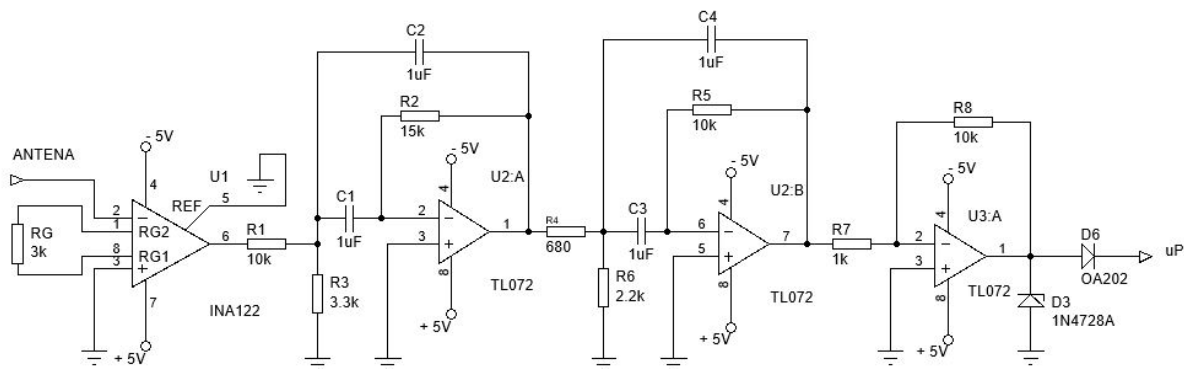 ANTENA
RG
3k
2
1
8
3
RG2
RG1
- 5V
4
REF
U1
5
6
7
+ 5V
INA122
R1
10k
C2
1uF
R2
15k
C1
1uF
R3
3.3k
- 5V
4
U2:A
2
3
1
8
TL072
+ 5V
R4
680
C4
1uF
R5
10k
C3
1uF
R6
2.2k
- 5V
4
U2:B
6
5
7
8
TL072
+ 5V
R7
1k
R8
10k
- 5V
4
U3:A
2
3
1
8
TL072
+ 5V
D6
OA202
uP
D3
1N4728A